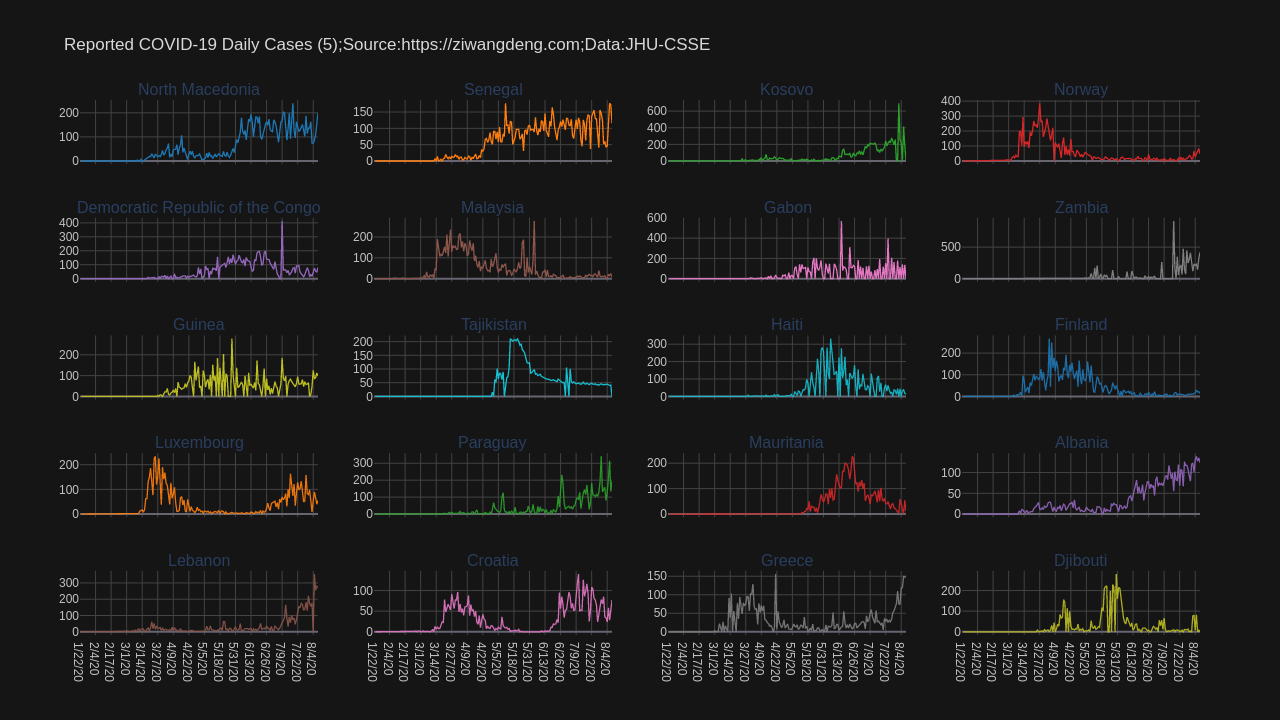 Reported COVID-19 Daily Cases (5);Source:https://ziwangdeng.com;Data:JHU-CSSE
North Macedonia
Senegal
Kosovo
Norway
200
100
0
150
100
50
0
600
400
200
0
400
300
200
100
0
Democratic Republic of the Congo
Malaysia
Gabon
Zambia
400
300
200
100
0
200
100
0
600
400
200
0
500
0
Guinea
Tajikistan
Haiti
Finland
200
100
0
200
150
100
50
0
300
200
100
0
200
100
0
Luxembourg
Paraguay
Mauritania
Albania
200
100
0
300
200
100
0
200
100
0
100
50
0
Lebanon
Croatia
Greece
Djibouti
300
200
100
0
100
50
0
150
100
50
0
200
100
0
1/22/20 2/4/20 2/17/20 3/1/20 3/14/20 3/27/20 4/9/20 4/22/20 5/5/20 5/18/20 5/31/20 6/13/20 6/26/20 7/9/20 7/22/20 8/4/20
1/22/20 2/4/20 2/17/20 3/1/20 3/14/20 3/27/20 4/9/20 4/22/20 5/5/20 5/18/20 5/31/20 6/13/20 6/26/20 7/9/20 7/22/20 8/4/20
1/22/20 2/4/20 2/17/20 3/1/20 3/14/20 3/27/20 4/9/20 4/22/20 5/5/20 5/18/20 5/31/20 6/13/20 6/26/20 7/9/20 7/22/20 8/4/20
1/22/20 2/4/20 2/17/20 3/1/20 3/14/20 3/27/20 4/9/20 4/22/20 5/5/20 5/18/20 5/31/20 6/13/20 6/26/20 7/9/20 7/22/20 8/4/20